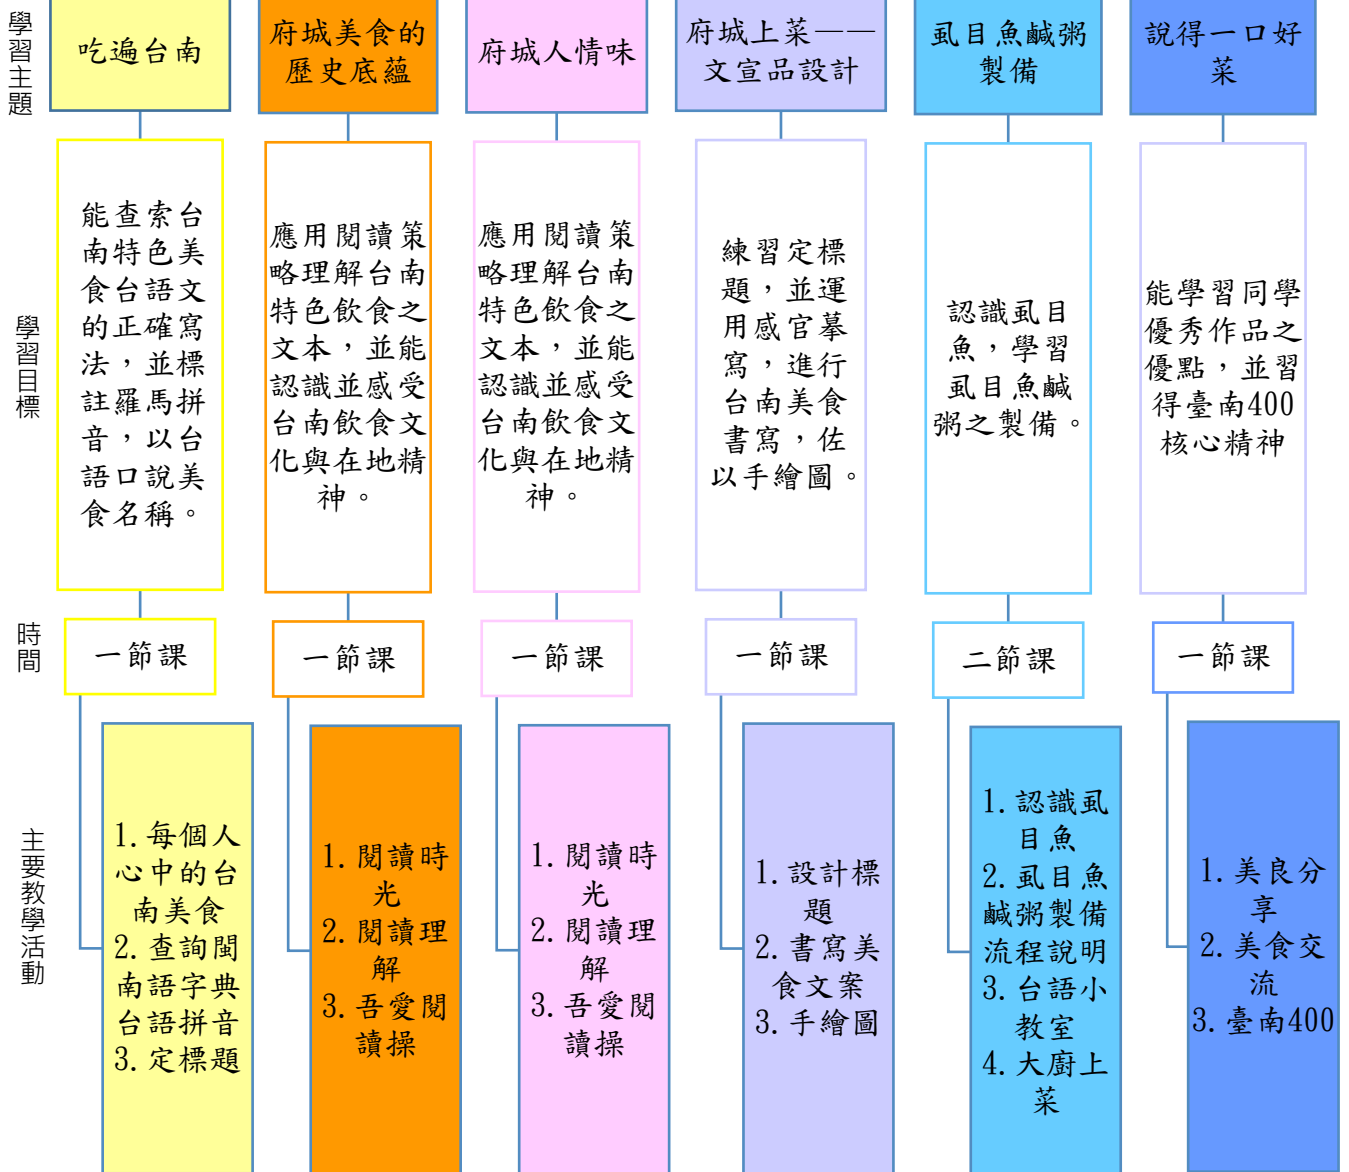 學習主題
吃遍台南
府城美食的
歷史底蘊
府城人情味
府城上菜——
文宣品設計
虱目魚鹹粥
製備
說得一口好
菜
學習目標
能查索台
南特色美
食台語文
的正確寫
法，並標
註羅馬拼
音，以台
語口說美
食名稱。
應用閱讀策
略理解台南
特色飲食之
文本，並能
認識並感受
台南飲食文
化與在地精
神。
應用閱讀策
略理解台南
特色飲食之
文本，並能
認識並感受
台南飲食文
化與在地精
神。
練習定標
題，並運
用感官摹
寫，進行
台南美食
書寫，佐
以手繪圖。
認識虱目
魚，學習
虱目魚鹹
粥之製備。
能學習同學
優秀作品之
優點，並習
得臺南400
核心精神
時間
一節課
一節課
一節課
一節課
二節課
一節課
主要教學活動
1.每個人
心中的台
南美食
2.查詢閩
南語字典
台語拼音
3.定標題
1.閱讀時
光
2.閱讀理
解
3.吾愛閱
讀操
1.閱讀時
光
2.閱讀理
解
3.吾愛閱
讀操
1.設計標
題
2.書寫美
食文案
3.手繪圖
1.認識虱
目魚
2.虱目魚
鹹粥製備
流程說明
3.台語小
教室
4.大廚上
菜
1.美良分
享
2.美食交
流
3.臺南400